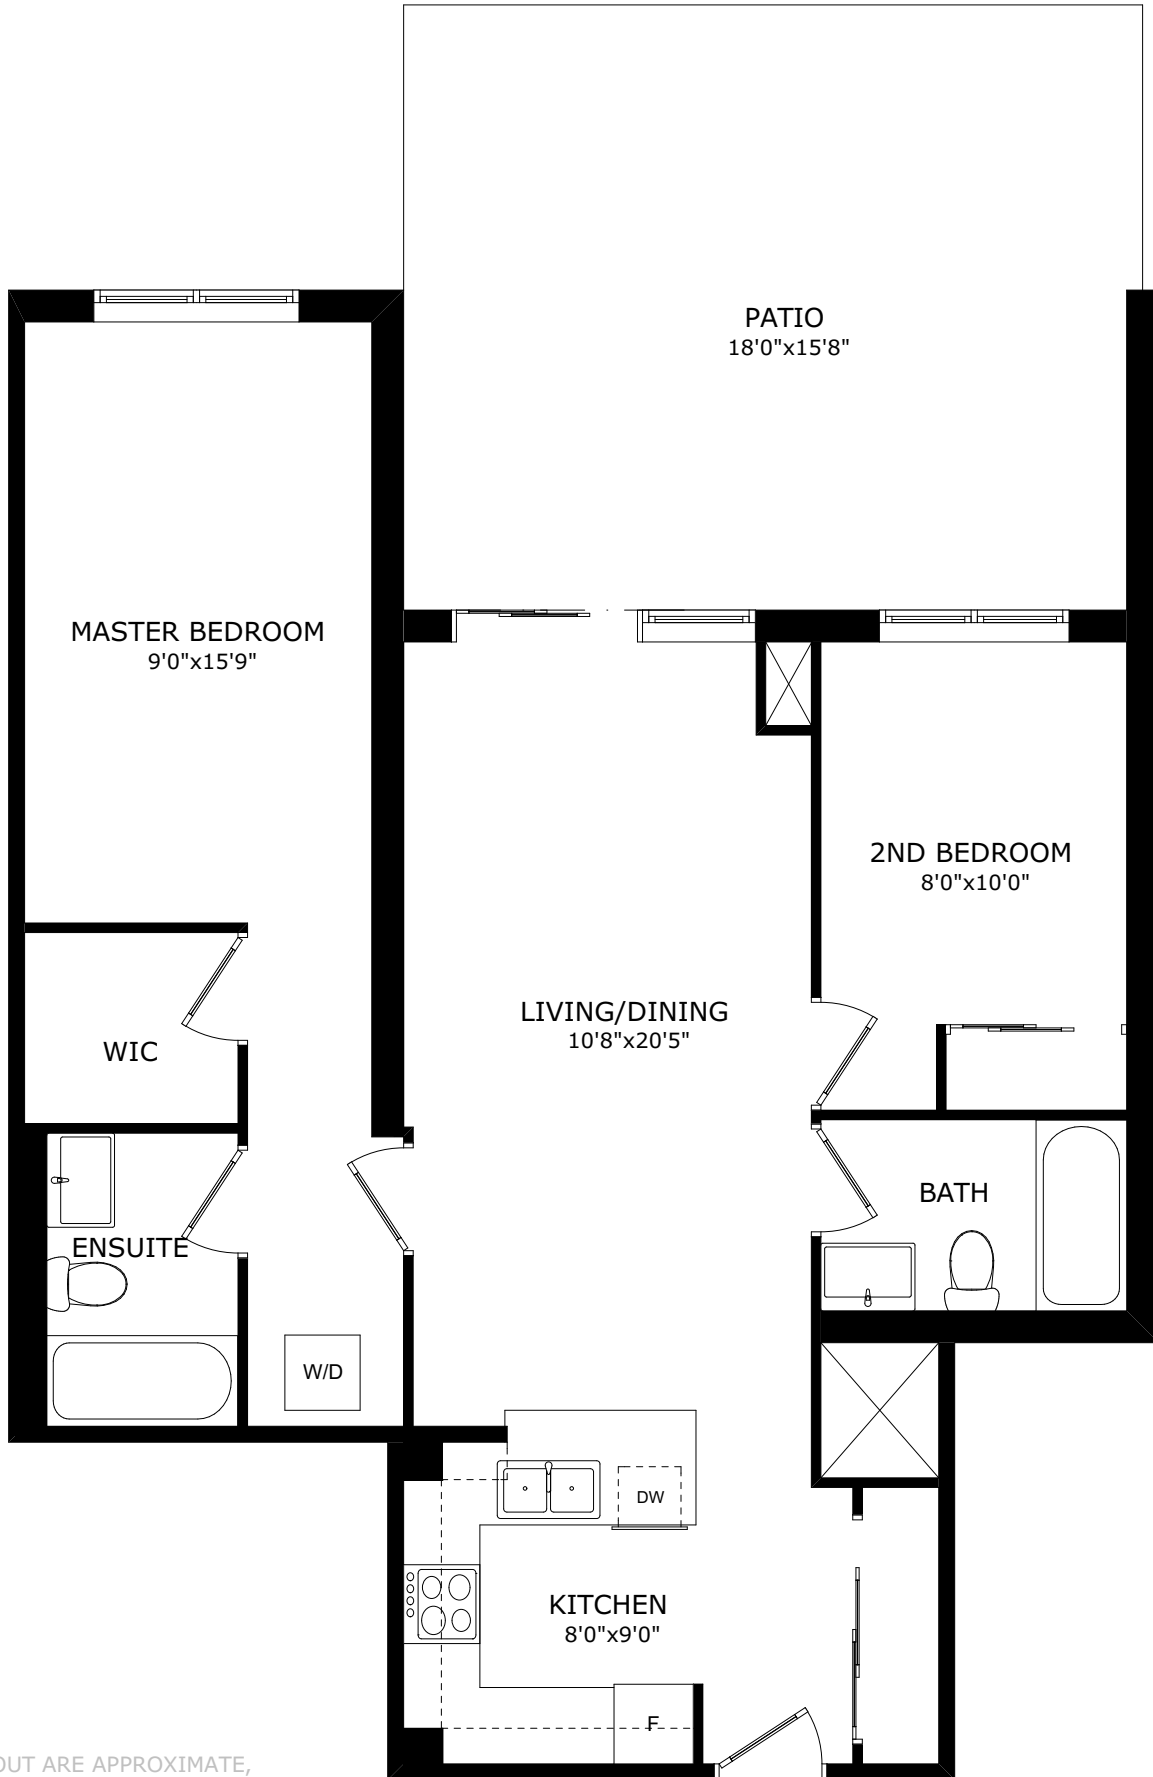 PATIO
18'0"x15'8"
MASTER BEDROOM
9'0"x15'9"
2ND BEDROOM
8'0"x10'0"
LIVING/DINING
10'8"x20'5"
WIC
BATH
ENSUITE
W/D
DW
KITCHEN
8'0"x9'0"
F
OUT ARE APPROXIMATE,